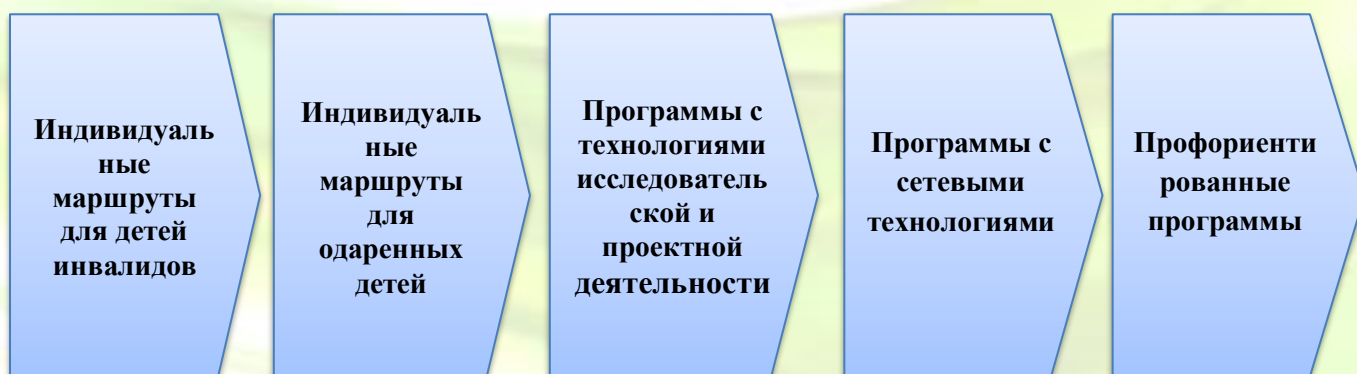 Индивидуаль
ные
маршруты
для детей
инвалидов
Индивидуаль
ные
маршруты
для
одаренных
детей
Программы с
технологиями
исследователь
ской и
проектной
деятельности
Программы с
сетевыми
технологиями
Профориенти
рованные
программы